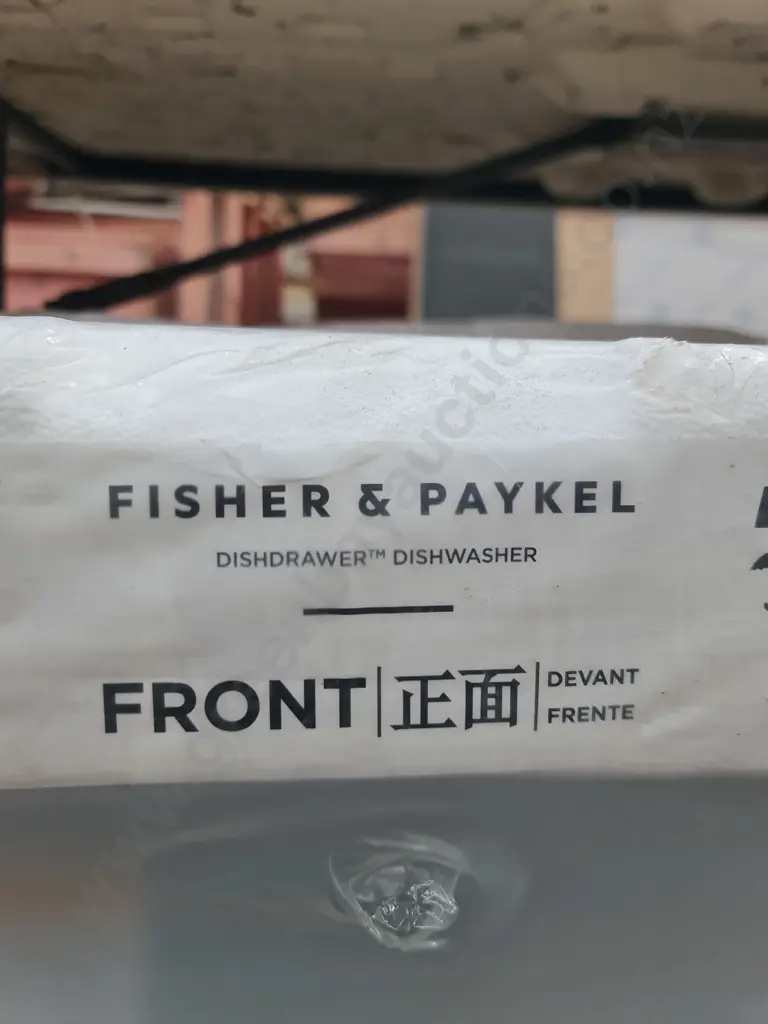 FISHER & PAYKEL
DISHDRAWER™ DISHWASHER
FRONT | 正面 | DEVANT
FRENTE